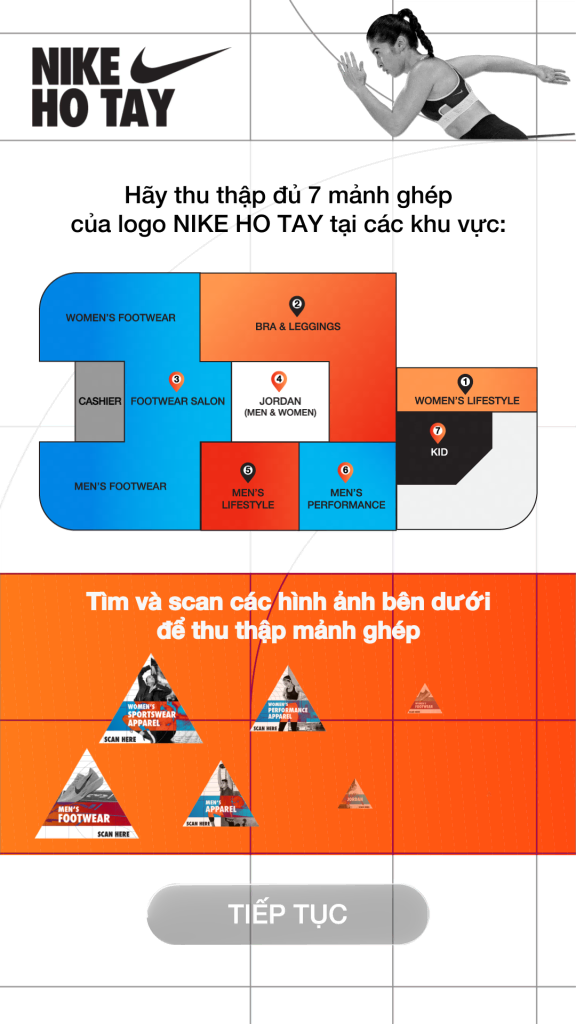 NIKE
HO TAY
Hãy thu thập đủ 7 mảnh ghép
của logo NIKE HO TAY tại các khu vực:
WOMEN'S FOOTWEAR
2
BRA & LEGGINGS
CASHIER
3
FOOTWEAR SALON
4
JORDAN
(MEN & WOMEN)
1
WOMEN'S LIFESTYLE
7
KID
MEN'S FOOTWEAR
5
MEN'S
LIFESTYLE
6
MEN'S
PERFORMANCE
Tìm và scan các hình ảnh bên dưới
để thu thập mảnh ghép
WOMEN'S
SPORTSWEAR
APPAREL
SCAN HERE
WOMEN'S
PERFORMANCE
APPAREL
SCAN HERE
FOOTWEAR
MEN'S
FOOTWEAR
SCAN HERE
MEN'S
APPAREL
SCAN HERE
JORDAN
TIẾP TỤC